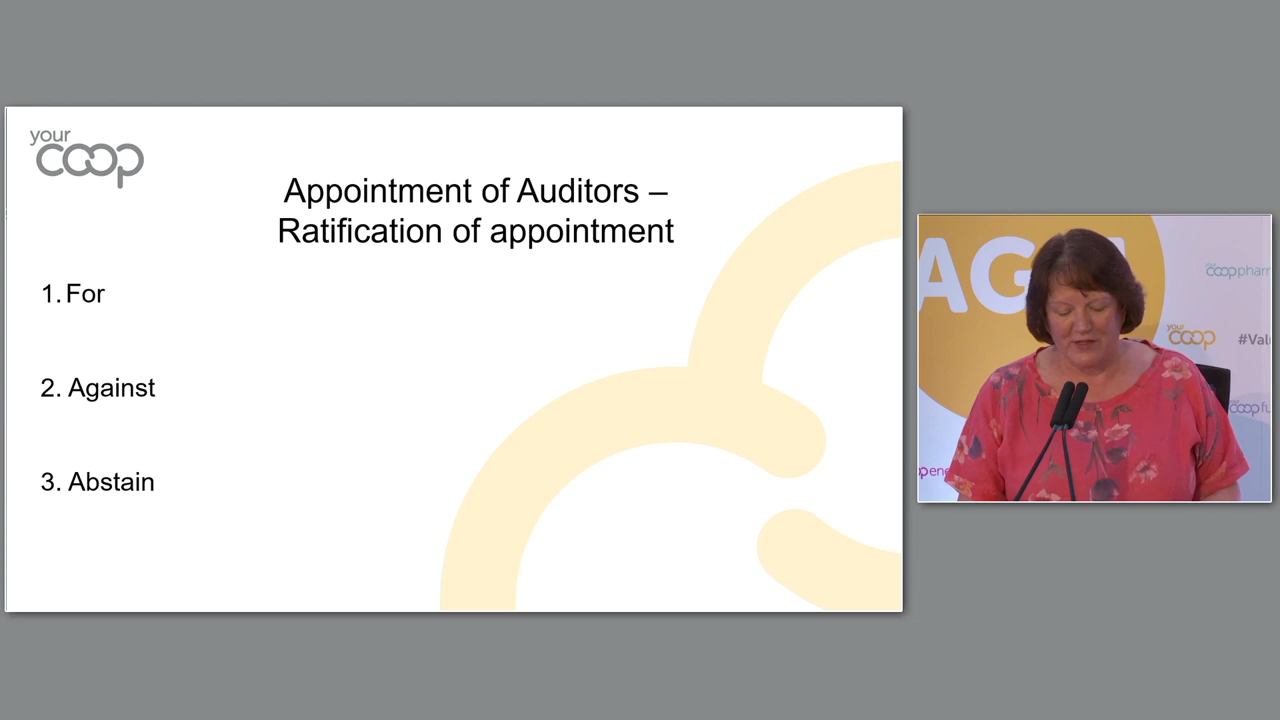 your
coop
Appointment of Auditors –
Ratification of appointment
1. For
2. Against
3. Abstain
AG
coop pharm
your
coop
#Val
coop fu
op ene